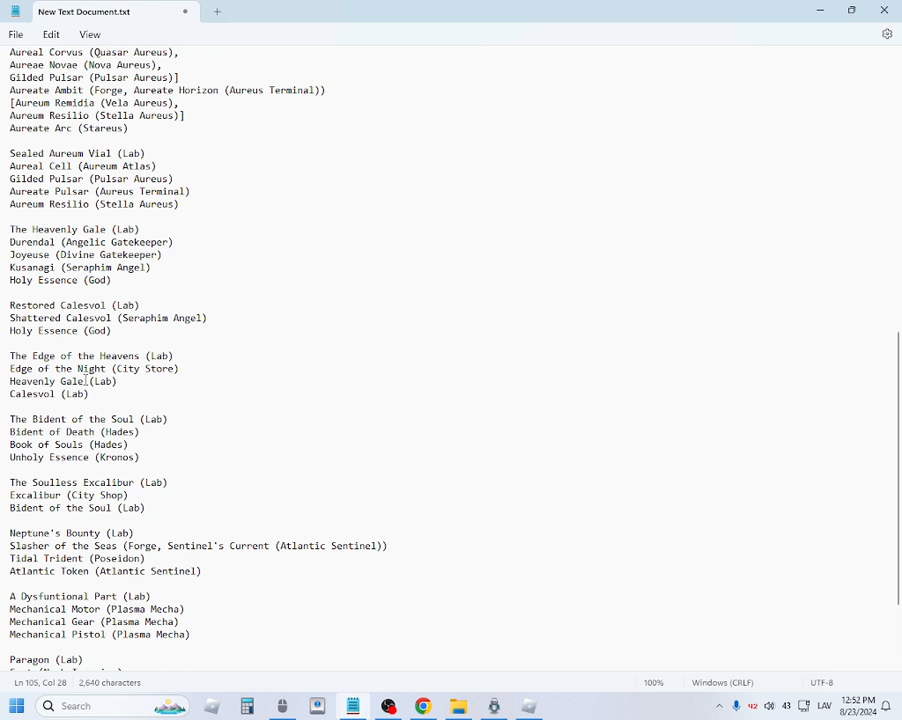 New Text Document.txt
File Edit View
Aureal Corvus (Quasar Aureus),
Aureae Novae (Nova Aureus),
Gilded Pulsar (Pulsar Aureus)]
Aureate Ambit (Forge, Aureate Horizon (Aureus Terminal))
[Aureum Remidia (Vela Aureus),
Aureum Resilio (Stella Aureus)]
Aureate Arc (Stareus)
Sealed Aureum Vial (Lab)
Aureal Cell (Aureum Atlas)
Gilded Pulsar (Pulsar Aureus)
Aureate Pulsar (Aureus Terminal)
Aureum Resilio (Stella Aureus)
The Heavenly Gale (Lab)
Durendal (Angelic Gatekeeper)
Joyeuse (Divine Gatekeeper)
Kusanagi (Seraphim Angel)
Holy Essence (God)
Restored Calesvol (Lab)
Shattered Calesvol (Seraphim Angel)
Holy Essence (God)
The Edge of the Heavens (Lab)
Edge of the Night (City Store)
Heavenly Gale (Lab)
Calesvol (Lab)
The Bident of the Soul (Lab)
Bident of Death (Hades)
Book of Souls (Hades)
Unholy Essence (Kronos)
The Soulless Excalibur (Lab)
Excalibur (City Shop)
Bident of the Soul (Lab)
Neptune's Bounty (Lab)
Slasher of the Seas (Forge, Sentinel's Current (Atlantic Sentinel))
Tidal Trident (Poseidon)
Atlantic Token (Atlantic Sentinel)
A Dysfuntional Part (Lab)
Mechanical Motor (Plasma Mecha)
Mechanical Gear (Plasma Mecha)
Mechanical Pistol (Plasma Mecha)
Paragon (Lab)
Ln 105, Col 28 2,640 characters 100% Windows (CRLF) UTF-8
Search 42 43 LAV 12:52 PM
8/23/2024